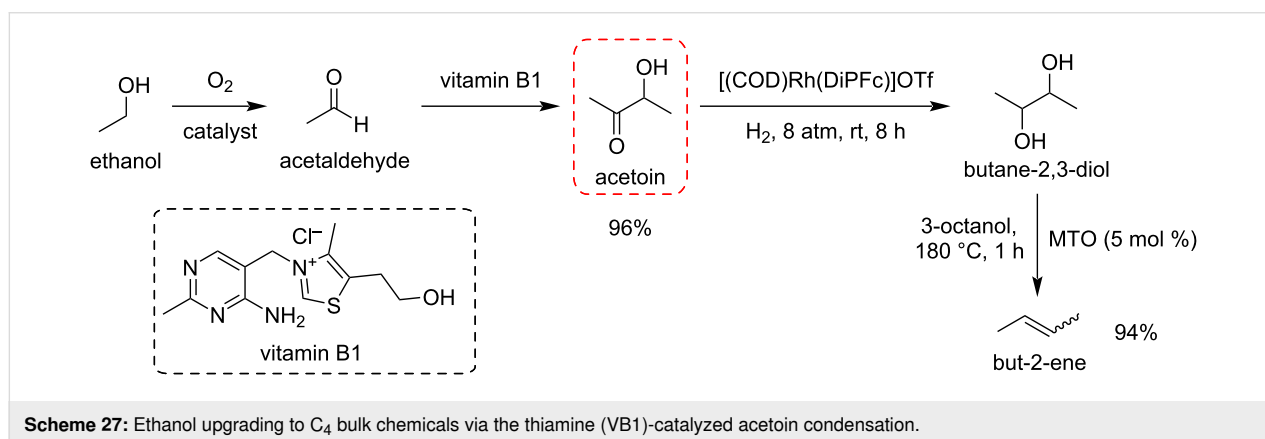 OH
ethanol
O2
catalyst
O
H
acetaldehyde
vitamin B1
OH
O
acetoin
96%
[(COD)Rh(DiPFc)]OTf
H2, 8 atm, rt, 8 h
OH
OH
butane-2,3-diol
3-octanol,
180 °C, 1 h
MTO (5 mol %)
but-2-ene
94%
Cl–
N
N
NH2
N+
S
OH
vitamin B1
Scheme 27: Ethanol upgrading to C4 bulk chemicals via the thiamine (VB1)-catalyzed acetoin condensation.